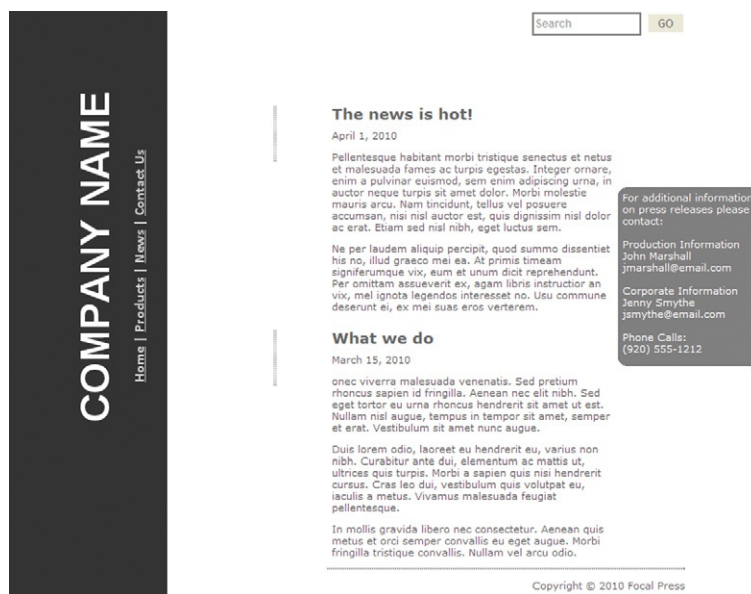 Search
GO
COMPANY NAME
Home | Products | News | Contact Us
The news is hot!
April 1, 2010
Pellentesque habitant morbi tristique senectus et netus
et malesuada fames ac turpis egestas. Integer ornare,
enim a pulvinar euismod, sem enim adipiscing urna, in
auctor neque turpis sit amet dolor. Morbi molestie
mauris arcu. Nam tincidunt, tellus vel posuere
accumsan, nisi nisl auctor est, quis dignissim nisl dolor
ac erat. Etiam sed nisl nibh, eget luctus sem.
Ne per laudem aliquip percipit, quod summo dissentiet
his no, illud graeco mei ea. At primis timeam
signiferumque vix, eum et unum dicit reprehendunt.
Per omittam assueverit ex, agam libris instructior an
vix, mel ignota legendos interesset no. Usu commune
deserunt ei, ex mei suas eros verterem.
What we do
March 15, 2010
onec viverra malesuada venenatis. Sed pretium
rhoncus sapien id fringilla. Aenean nec elit nibh. Sed
eget tortor eu urna rhoncus hendrerit sit amet ut est.
Nullam nisl augue, tempus in tempor sit amet, semper
et erat. Vestibulum sit amet nunc augue.
Duis lorem odio, laoreet eu hendrerit eu, varius non
nibh. Curabitur ante dui, elementum ac mattis ut,
ultrices quis turpis. Morbi a sapien quis nisi hendrerit
cursus. Cras leo dui, vestibulum quis volutpat eu,
iaculis a metus. Vivamus malesuada feugiat
pellentesque.
In mollis gravida libero nec consectetur. Aenean quis
metus et orci semper convallis eu eget augue. Morbi
fringilla tristique convallis. Nullam vel arcu odio.
For additional information
on press releases please
contact:
Production Information
John Marshall
jmarshall@email.com
Corporate Information
Jenny Smythe
jsmythe@email.com
Phone Calls:
(920) 555-1212
Copyright © 2010 Focal Press